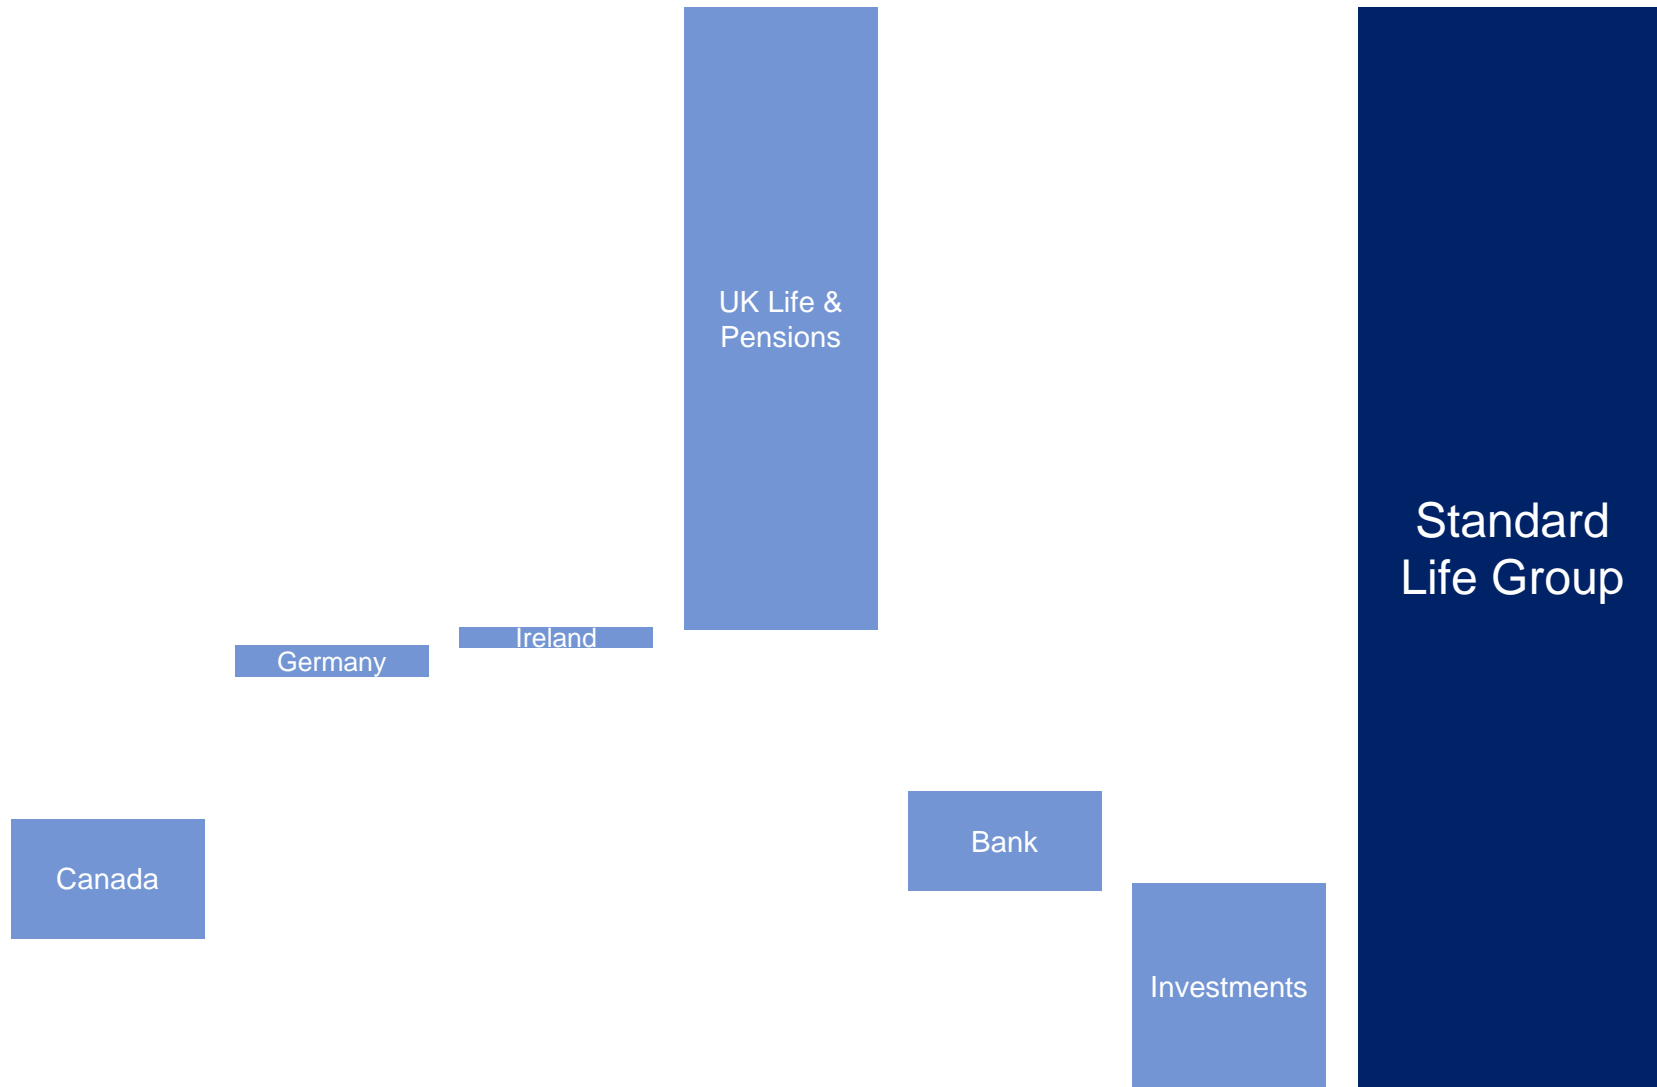 UK Life &
Pensions
Standard
Life Group
Ireland
Germany
Bank
Canada
Investments